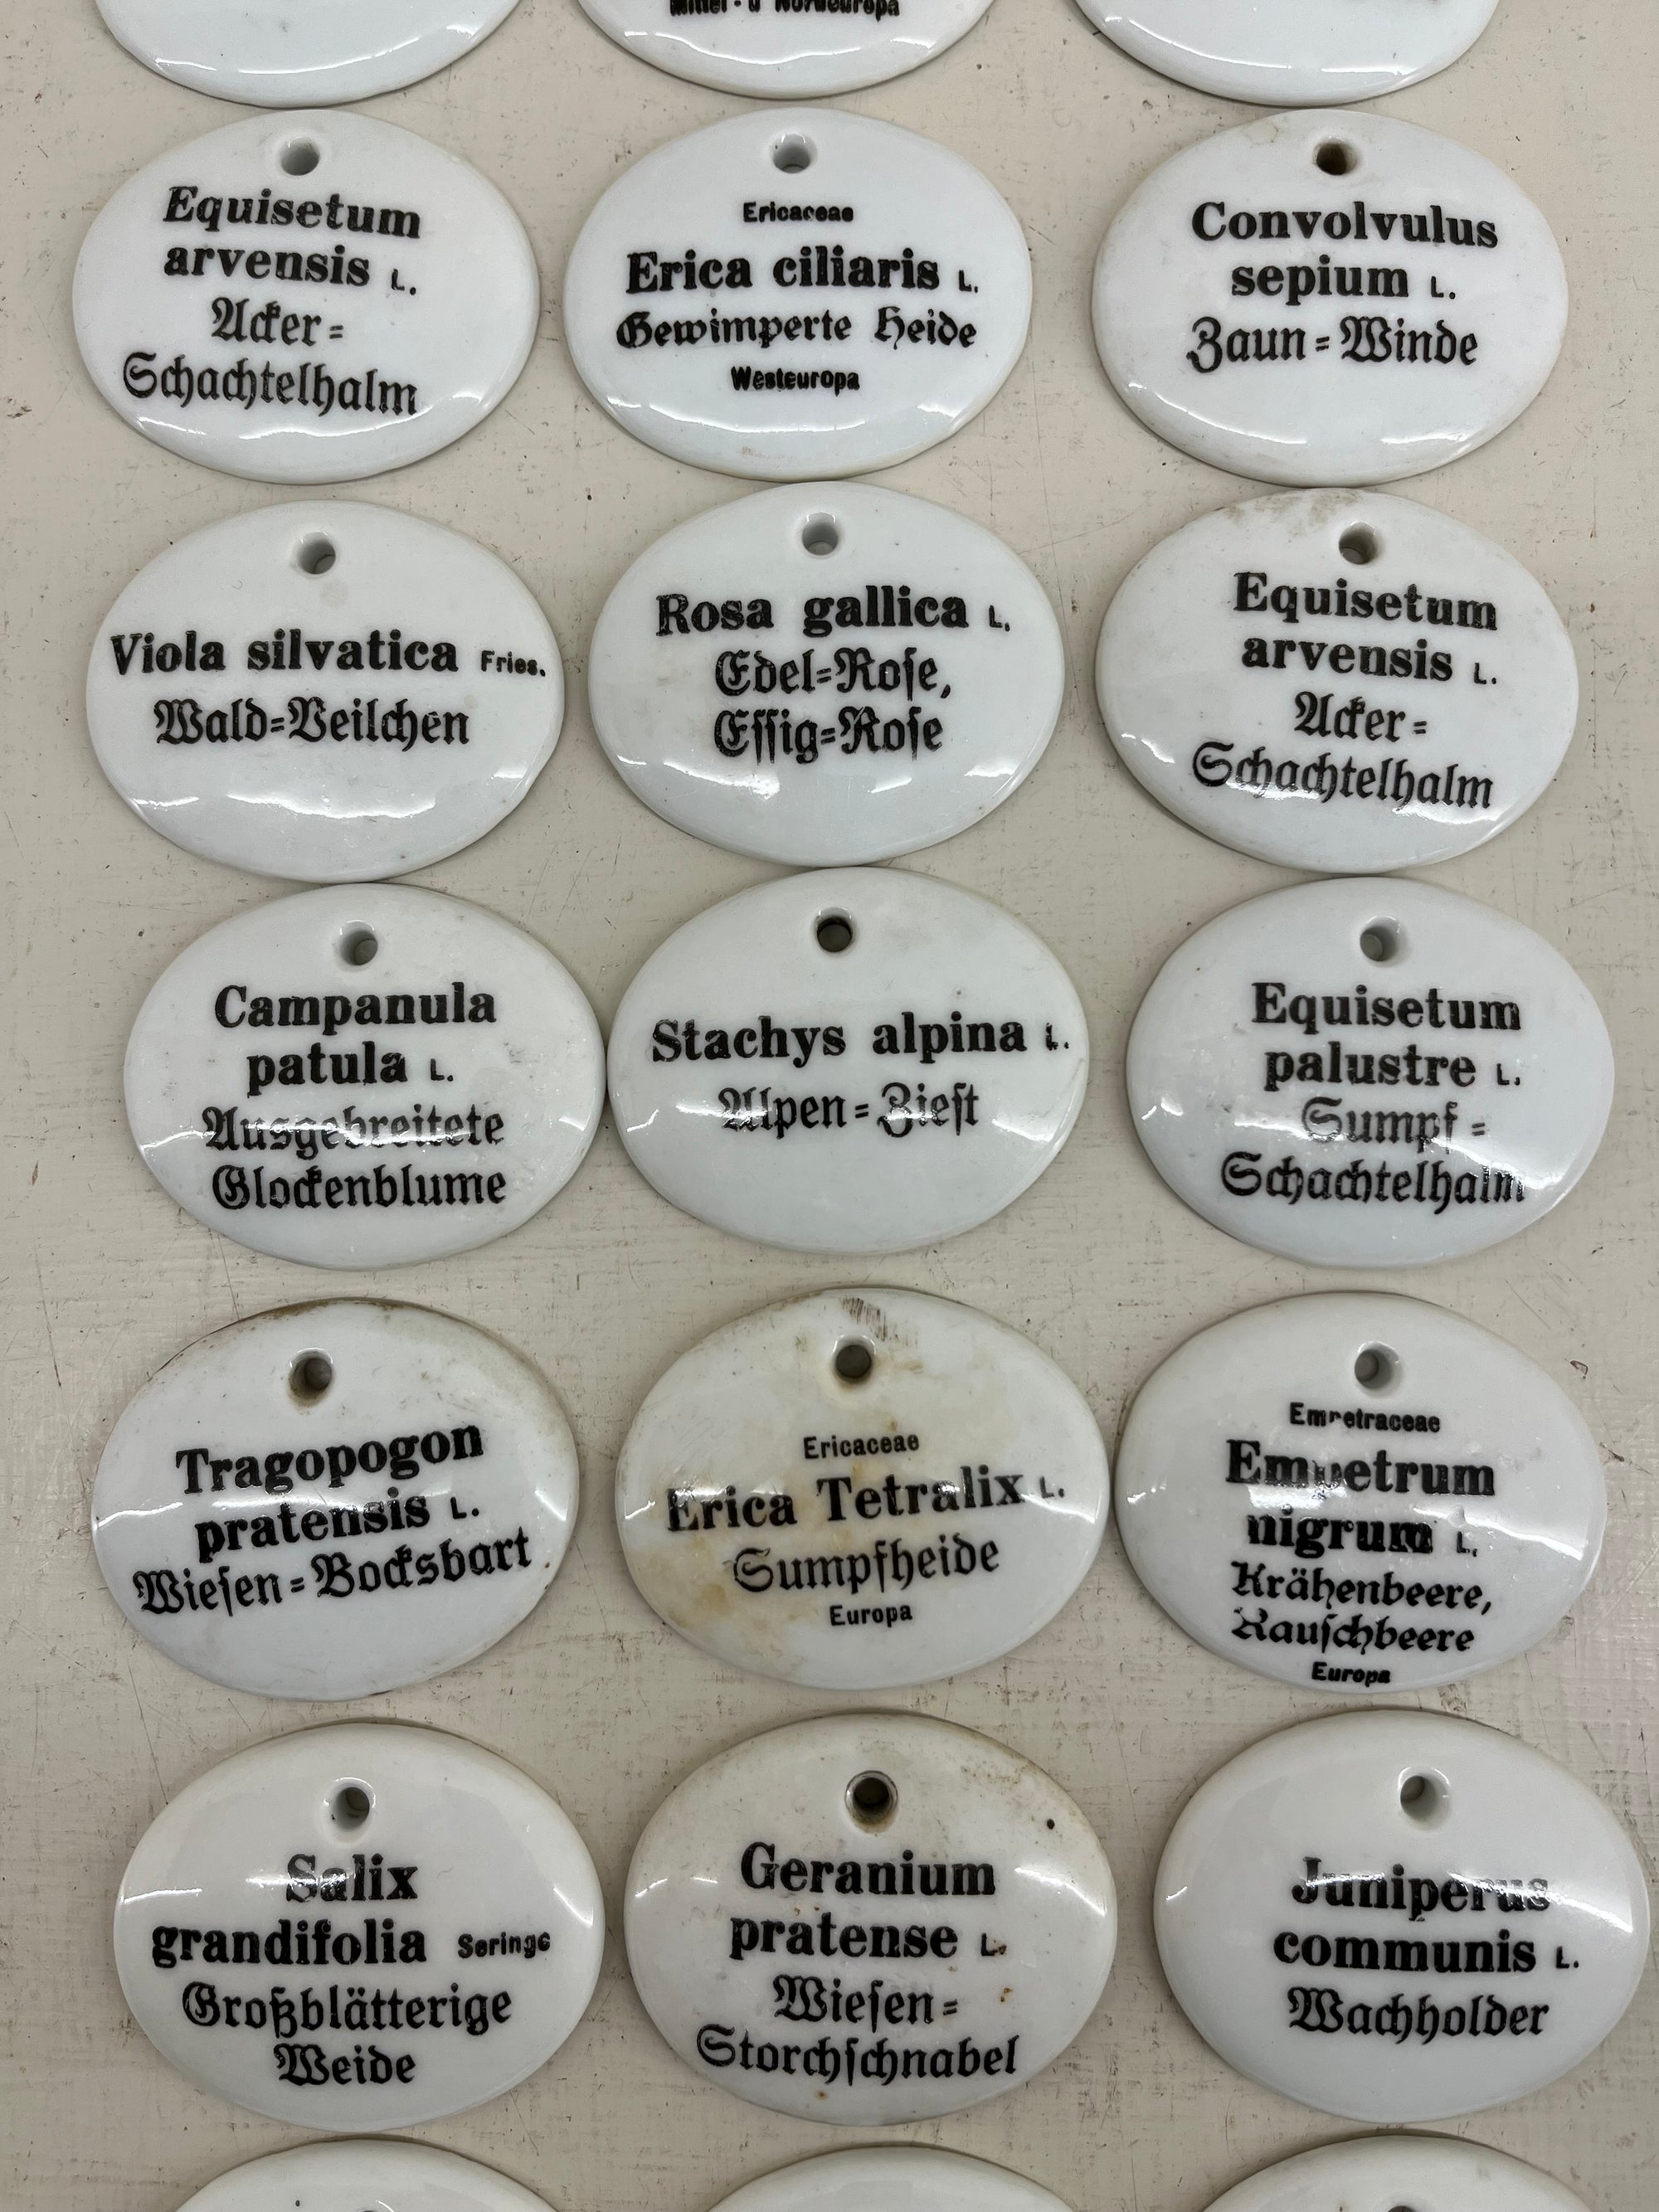 Mittel- u Nordeuropa
Equisetum
arvensis L.
Acker=
Schachtelhalm
Ericaceae
Erica ciliaris L.
Gewimperte Heide
Westeuropa
Convolvulus
sepium L.
Zaun=Winde
Viola silvatica Fries.
Wald=Veilchen
Rosa gallica L.
Edel=Roſe,
Eſſig=Roſe
Equisetum
arvensis L.
Acker=
Schachtelhalm
Campanula
patula L.
Ausgebreitete
Glockenblume
Stachys alpina L.
Alpen=Zieſt
Equisetum
palustre L.
Sumpf=
Schachtelhalm
Tragopogon
pratensis L.
Wieſen=Bocksbart
Ericaceae
Erica Tetralix L.
Sumpfheide
Europa
Empetraceae
Empetrum
nigrum L.
Krähenbeere,
Rauſchbeere
Europa
Salix
grandifolia Seringe
Großblätterige
Weide
Geranium
pratense L.
Wieſen=
Storchſchnabel
Juniperus
communis L.
Wachholder